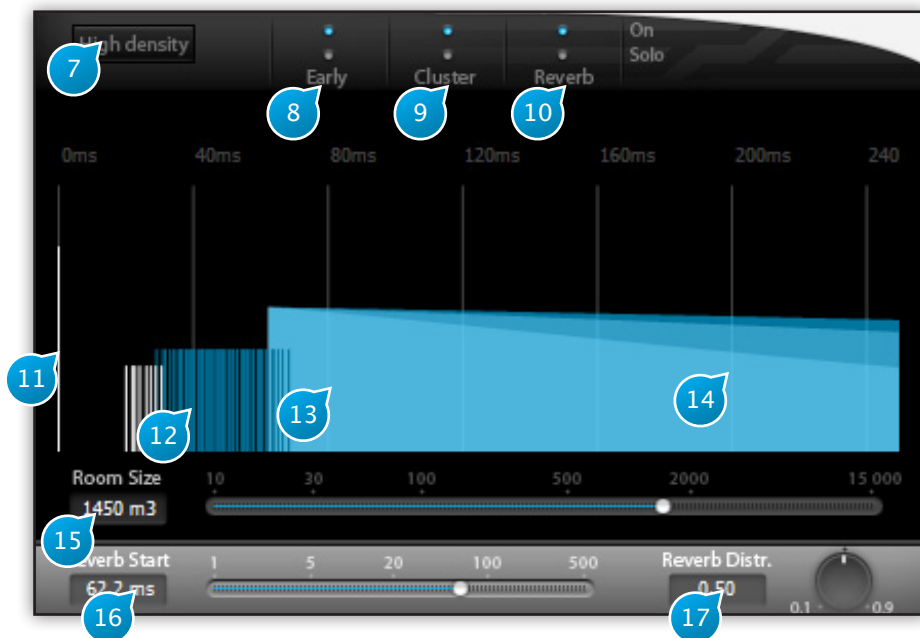 On
High density
Solo
7
Early
Cluster
Reverb
8
9
10
0ms 40ms 80ms 120ms 160ms 200ms 240
11
12
13
14
Room Size
10 30 100 500 2000 15 000
1450 m3
15
Reverb Start
1 5 20 100 500
Reverb Distr.
62.2 ms
0.50
0.1 0.9
16
17